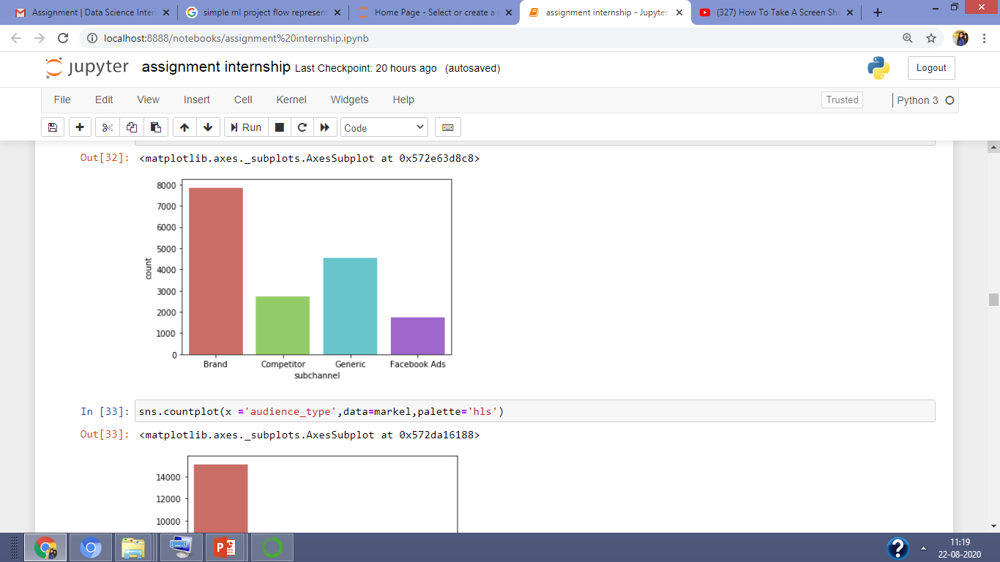 Assignment | Data Science Inter
simple ml project flow represent
Home Page - Select or create a
assignment internship - Jupyter
(327) How To Take A Screen Sh
localhost:8888/notebooks/assignment%20internship.ipynb
jupyter assignment internship Last Checkpoint: 20 hours ago (autosaved)
Logout
File Edit View Insert Cell Kernel Widgets Help
Trusted
Python 3
Run
Code
Out[32]: <matplotlib.axes._subplots.AxesSubplot at 0x572e63d8c8>
8000
7000
6000
5000
4000
3000
2000
1000
0
count
Brand Competitor Generic Facebook Ads
subchannel
In [33]: sns.countplot(x ='audience_type',data=markel,palette='hls')
Out[33]: <matplotlib.axes._subplots.AxesSubplot at 0x572da16188>
14000
12000
10000
11:19
22-08-2020